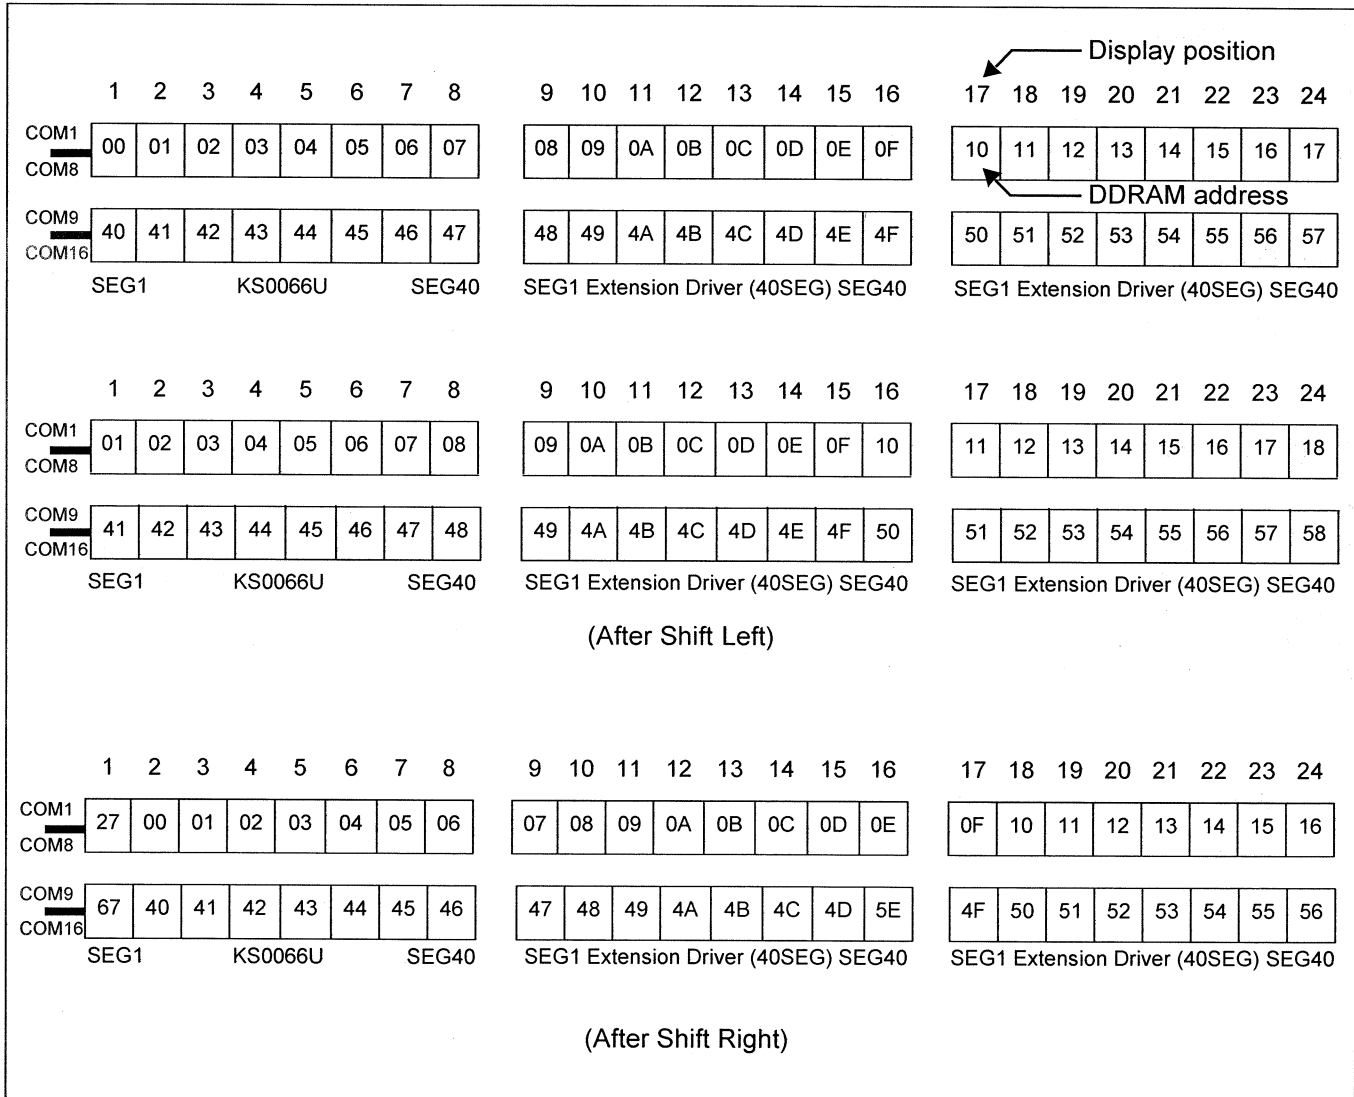 Display position
1 2 3 4 5 6 7 8 9 10 11 12 13 14 15 16 17 18 19 20 21 22 23 24
COM1
00 01 02 03 04 05 06 07 08 09 0A 0B 0C 0D 0E 0F 10 11 12 13 14 15 16 17
COM8
DDRAM address
COM9
40 41 42 43 44 45 46 47 48 49 4A 4B 4C 4D 4E 4F 50 51 52 53 54 55 56 57
COM16
SEG1 KS0066U SEG40 SEG1 Extension Driver (40SEG) SEG40 SEG1 Extension Driver (40SEG) SEG40
1 2 3 4 5 6 7 8 9 10 11 12 13 14 15 16 17 18 19 20 21 22 23 24
COM1
01 02 03 04 05 06 07 08 09 0A 0B 0C 0D 0E 0F 10 11 12 13 14 15 16 17 18
COM8
COM9
41 42 43 44 45 46 47 48 49 4A 4B 4C 4D 4E 4F 50 51 52 53 54 55 56 57 58
COM16
SEG1 KS0066U SEG40 SEG1 Extension Driver (40SEG) SEG40 SEG1 Extension Driver (40SEG) SEG40
(After Shift Left)
1 2 3 4 5 6 7 8 9 10 11 12 13 14 15 16 17 18 19 20 21 22 23 24
COM1
27 00 01 02 03 04 05 06 07 08 09 0A 0B 0C 0D 0E 0F 10 11 12 13 14 15 16
COM8
COM9
67 40 41 42 43 44 45 46 47 48 49 4A 4B 4C 4D 5E 4F 50 51 52 53 54 55 56
COM16
SEG1 KS0066U SEG40 SEG1 Extension Driver (40SEG) SEG40 SEG1 Extension Driver (40SEG) SEG40
(After Shift Right)